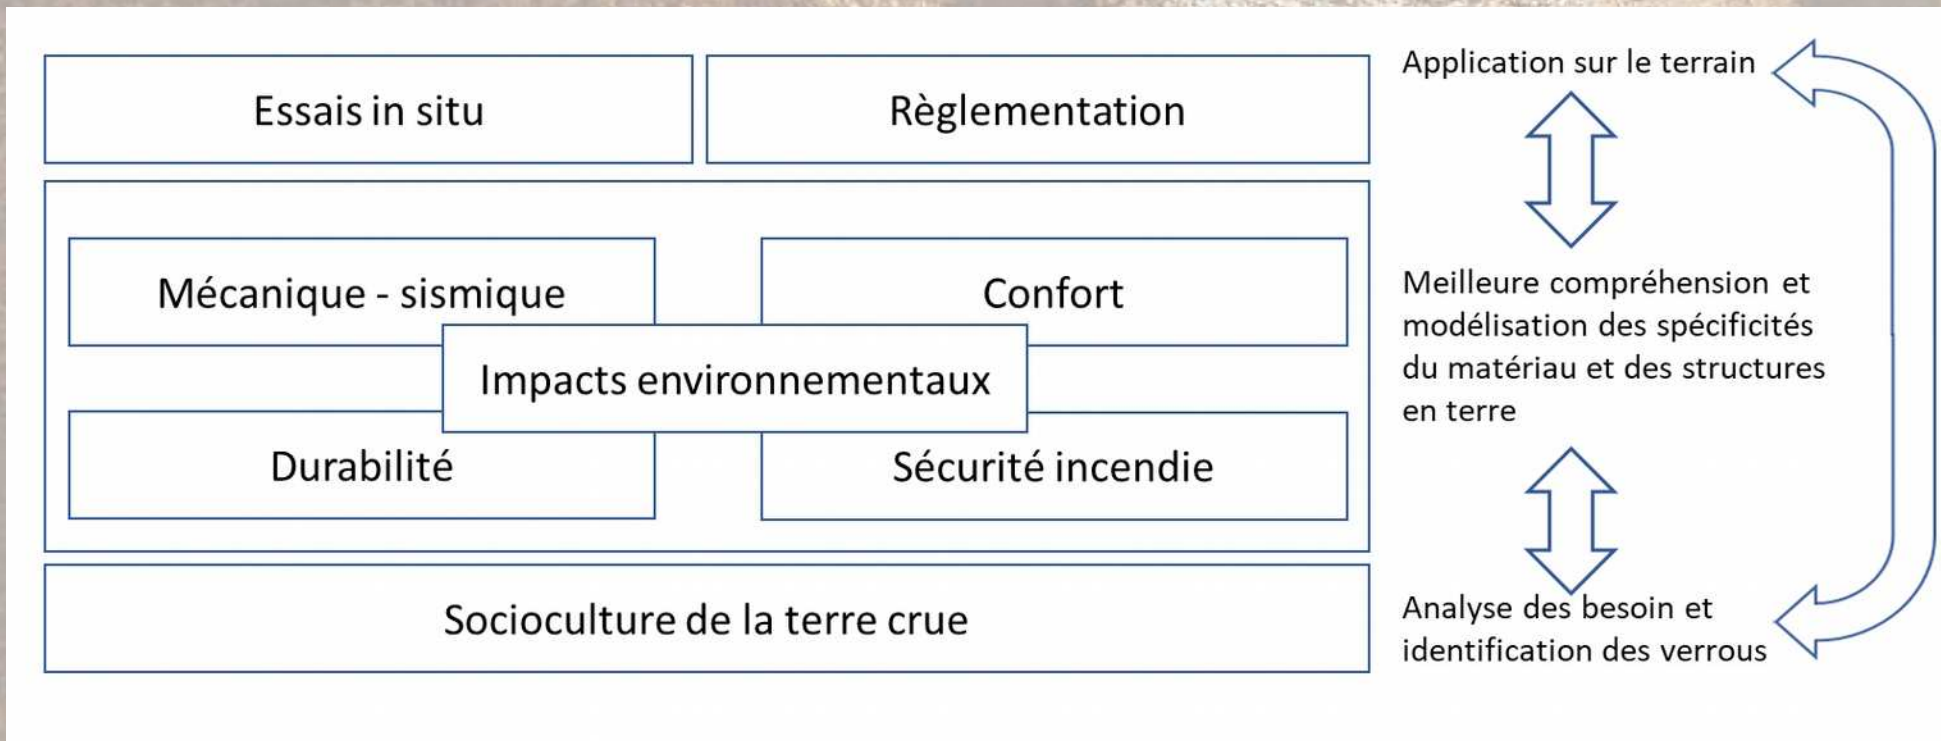 Essais in situ
Règlementation
Mécanique - sismique
Confort
Impacts environnementaux
Durabilité
Sécurité incendie
Socioculture de la terre crue
Application sur le terrain
Meilleure compréhension et
modélisation des spécificités
du matériau et des structures
en terre
Analyse des besoin et
identification des verrous